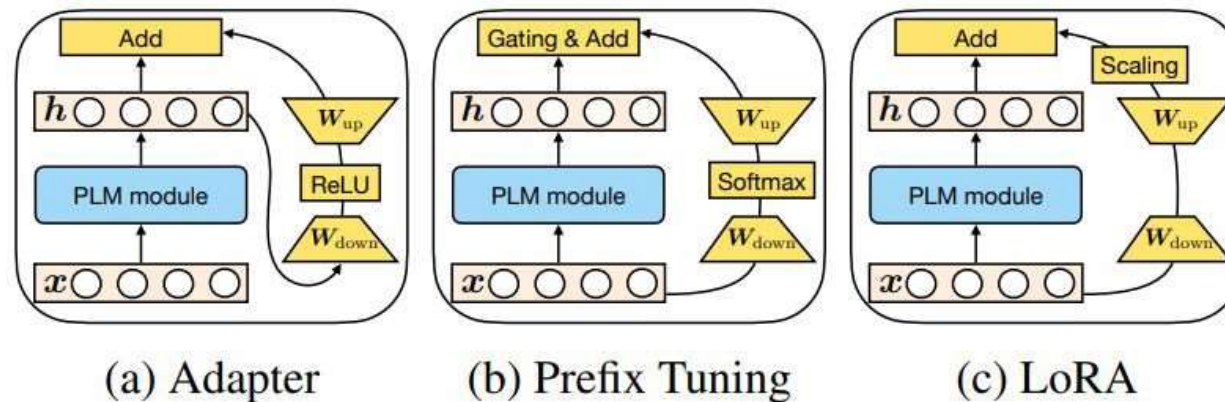 Add
h
W_up
PLM module
ReLU
W_down
x
(a) Adapter
Gating & Add
h
W_up
PLM module
Softmax
W_down
x
(b) Prefix Tuning
Add
Scaling
h
W_up
PLM module
W_down
x
(c) LoRA